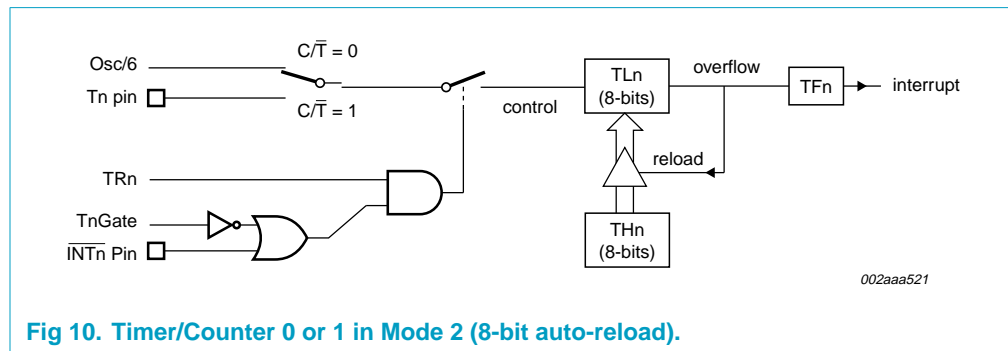 C/T̅ = 0
Osc/6
Tn pin
C/T̅ = 1
control
TLn
(8-bits)
overflow
TFn
interrupt
reload
TRn
TnGate
I̅N̅T̅n̅ Pin
THn
(8-bits)
002aaa521
Fig 10. Timer/Counter 0 or 1 in Mode 2 (8-bit auto-reload).